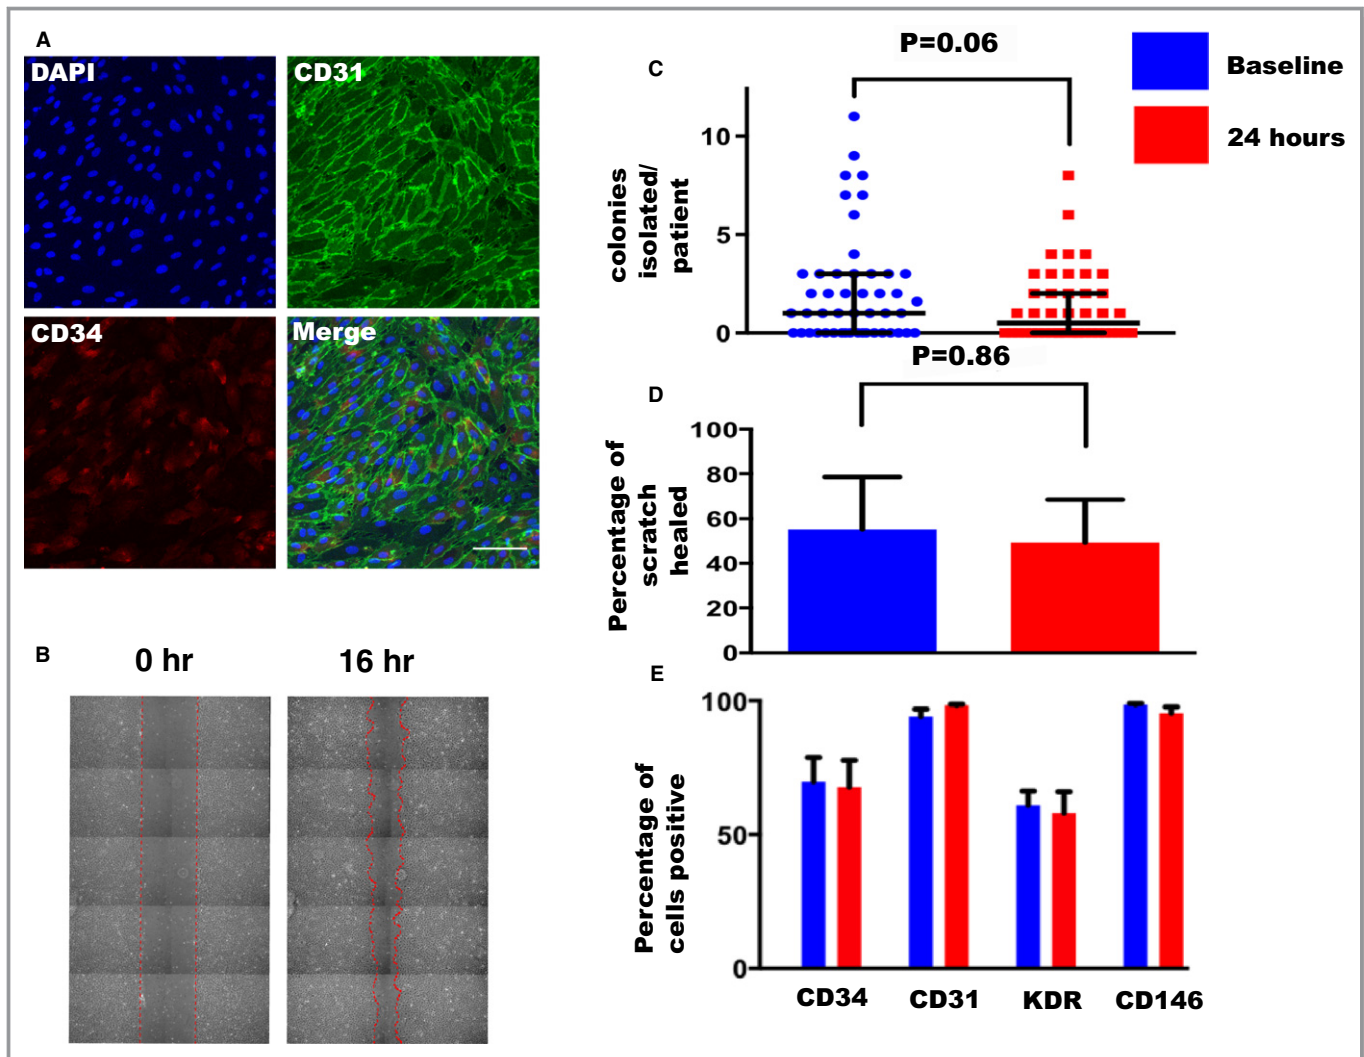 A
DAPI
CD31
CD34
Merge
B
0 hr
16 hr
C
P=0.06
Baseline
24 hours
colonies
isolated/
patient
10
5
0
P=0.86
D
Percentage of
scratch
healed
100
80
60
40
20
0
E
Percentage of
cells positive
100
50
0
CD34
CD31
KDR
CD146